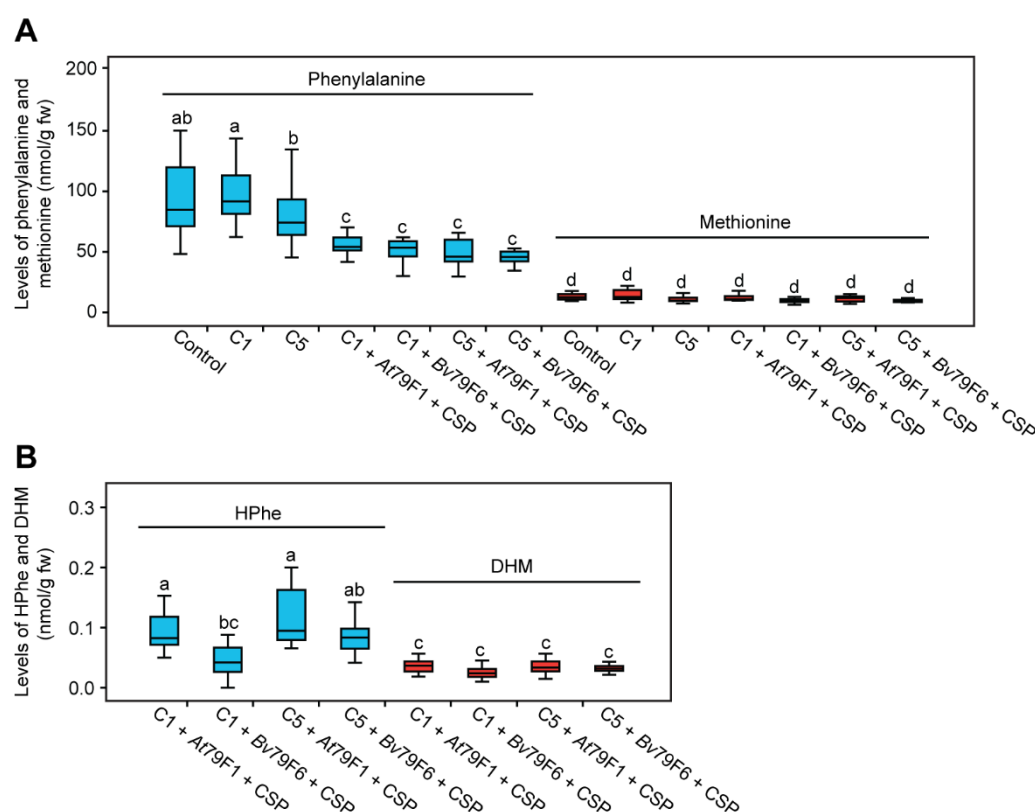 A
Levels of phenylalanine and
methionine (nmol/g fw)
200
150
100
50
0
Phenylalanine
Methionine
ab
a
b
c
c
c
c
d
d
d
d
d
d
d
Control
C1
C5
C1 + At79F1 + CSP
C1 + Bv79F6 + CSP
C5 + At79F1 + CSP
C5 + Bv79F6 + CSP
Control
C1
C5
C1 + At79F1 + CSP
C1 + Bv79F6 + CSP
C5 + At79F1 + CSP
C5 + Bv79F6 + CSP
B
Levels of HPhe and DHM
(nmol/g fw)
0.3
0.2
0.1
0.0
HPhe
DHM
a
bc
a
ab
c
c
c
c
C1 + At79F1 + CSP
C1 + Bv79F6 + CSP
C5 + At79F1 + CSP
C5 + Bv79F6 + CSP
C1 + At79F1 + CSP
C1 + Bv79F6 + CSP
C5 + At79F1 + CSP
C5 + Bv79F6 + CSP